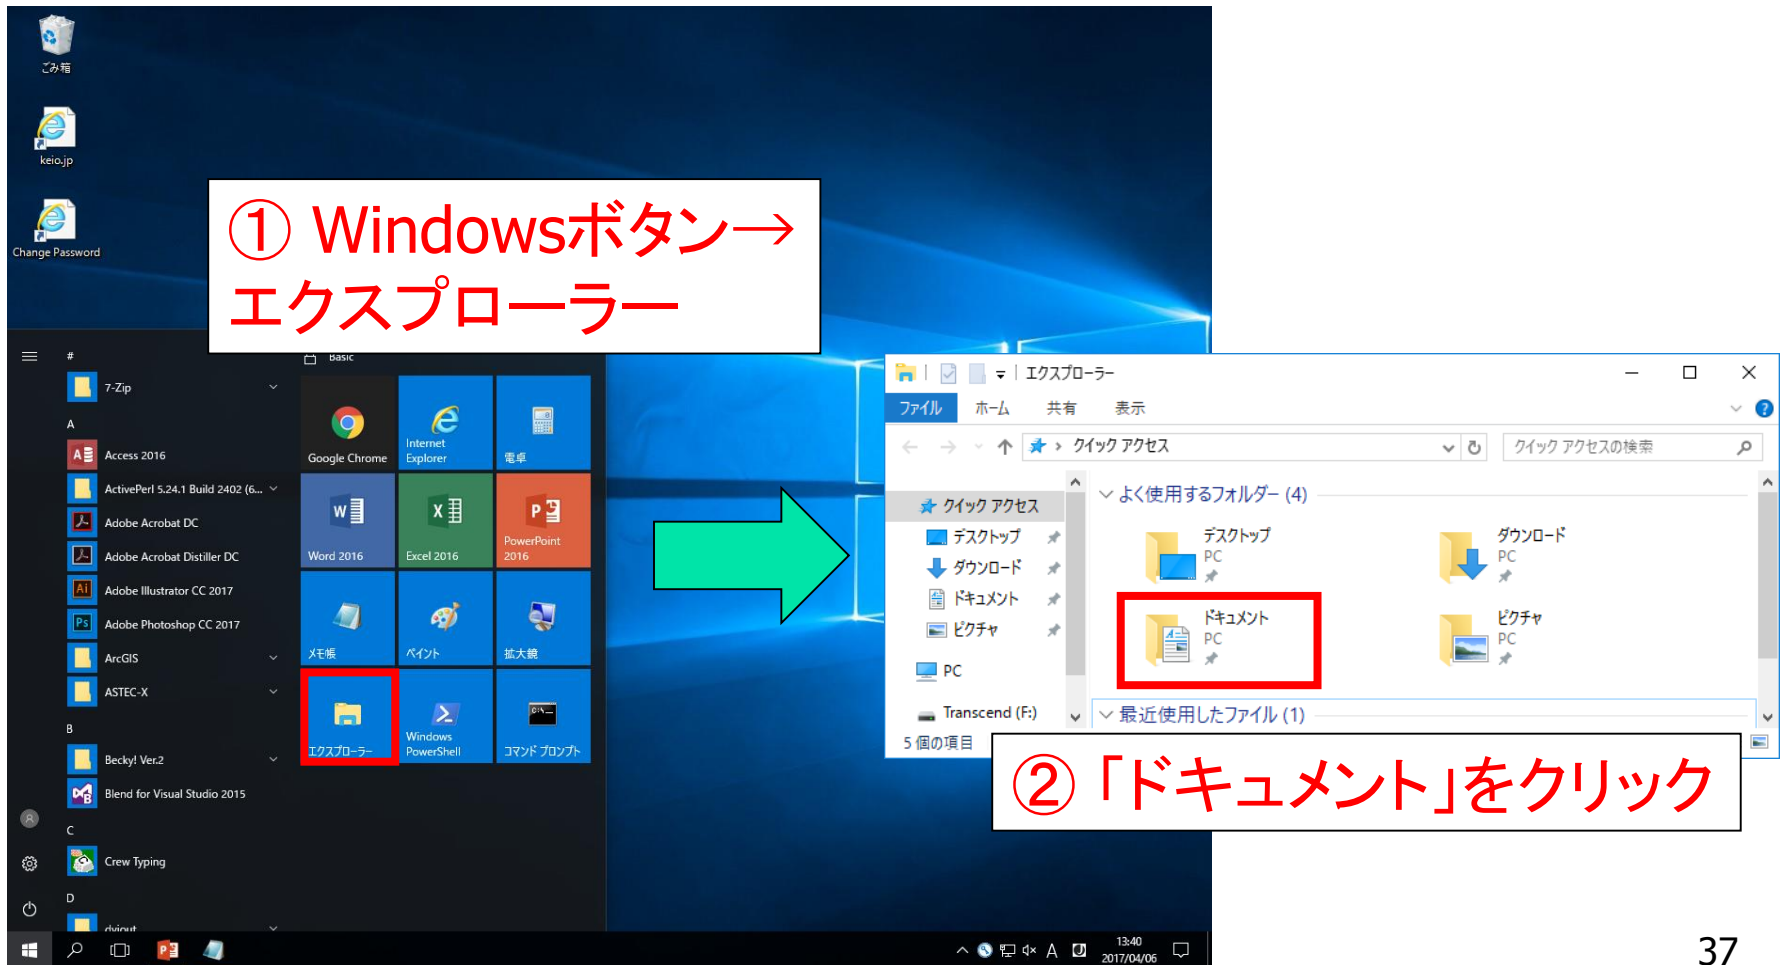 ごみ箱
keio.jp
Change Password
① Windowsボタン→
エクスプローラー
#
7-Zip
A
Access 2016
ActivePerl 5.24.1 Build 2402 (6...
Adobe Acrobat DC
Adobe Acrobat Distiller DC
Adobe Illustrator CC 2017
Adobe Photoshop CC 2017
ArcGIS
ASTEC-X
B
Becky! Ver.2
Blend for Visual Studio 2015
C
Crew Typing
D
dviout
Basic
Google Chrome
Internet
Explorer
電卓
Word 2016
Excel 2016
PowerPoint
2016
メモ帳
ペイント
拡大鏡
エクスプローラー
Windows
PowerShell
コマンド プロンプト
エクスプローラー
ファイル ホーム 共有 表示
クイック アクセス
クイック アクセスの検索
クイック アクセス
デスクトップ
ダウンロード
ドキュメント
ピクチャ
PC
Transcend (F:)
よく使用するフォルダー (4)
デスクトップ
PC
ダウンロード
PC
ドキュメント
PC
ピクチャ
PC
最近使用したファイル (1)
5 個の項目
② 「ドキュメント」をクリック
A
13:40
2017/04/06
37